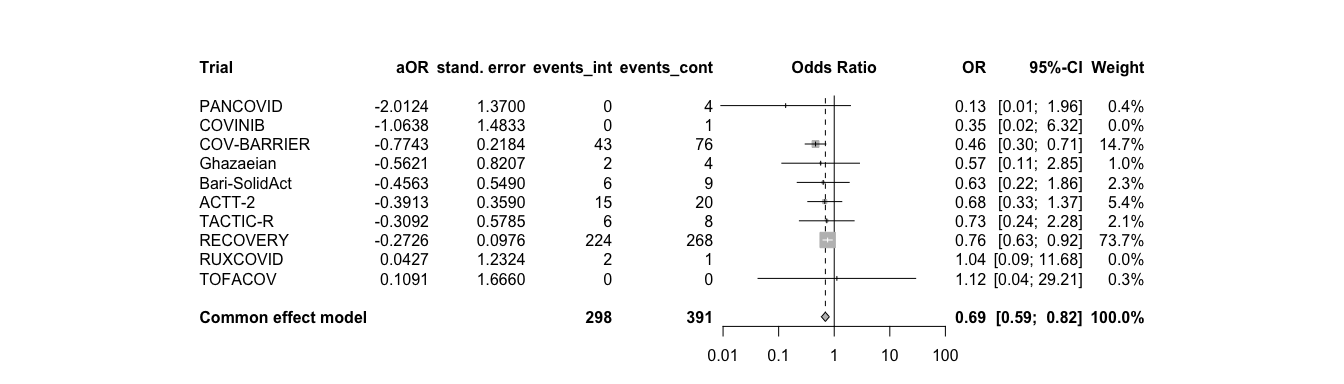 Trial aOR stand. error events_int events_cont Odds Ratio OR 95%-CI Weight
PANCOVID -2.0124 1.3700 0 4 0.13 [0.01; 1.96] 0.4%
COVINIB -1.0638 1.4833 0 1 0.35 [0.02; 6.32] 0.0%
COV-BARRIER -0.7743 0.2184 43 76 0.46 [0.30; 0.71] 14.7%
Ghazaeian -0.5621 0.8207 2 4 0.57 [0.11; 2.85] 1.0%
Bari-SolidAct -0.4563 0.5490 6 9 0.63 [0.22; 1.86] 2.3%
ACTT-2 -0.3913 0.3590 15 20 0.68 [0.33; 1.37] 5.4%
TACTIC-R -0.3092 0.5785 6 8 0.73 [0.24; 2.28] 2.1%
RECOVERY -0.2726 0.0976 224 268 0.76 [0.63; 0.92] 73.7%
RUXCOVID 0.0427 1.2324 2 1 1.04 [0.09; 11.68] 0.0%
TOFACOV 0.1091 1.6660 0 0 1.12 [0.04; 29.21] 0.3%
Common effect model 298 391 0.69 [0.59; 0.82] 100.0%
0.01 0.1 1 10 100